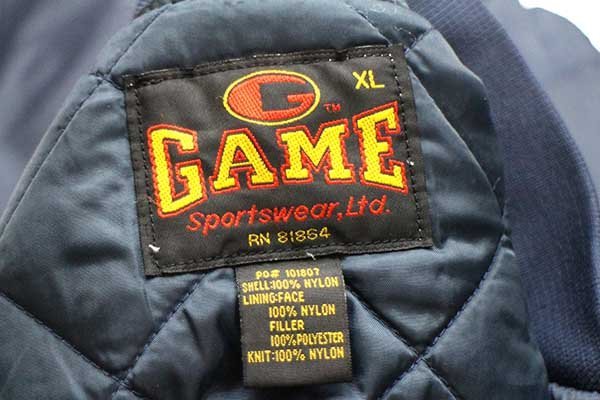 G XL
TM
GAME
Sportswear, Ltd.
RN 81864
PO# 101807
SHELL:100% NYLON
LINING:FACE
100% NYLON
FILLER
100%POLYESTER
KNIT:100% NYLON